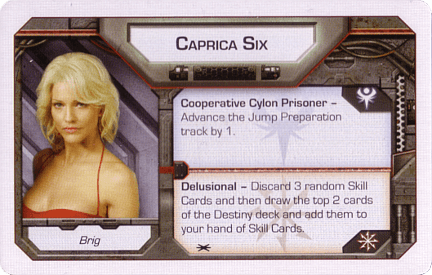 CAPRICA SIX
Cooperative Cylon Prisoner –
Advance the Jump Preparation
track by 1.
Delusional – Discard 3 random Skill
Cards and then draw the top 2 cards
of the Destiny deck and add them to
your hand of Skill Cards.
Brig